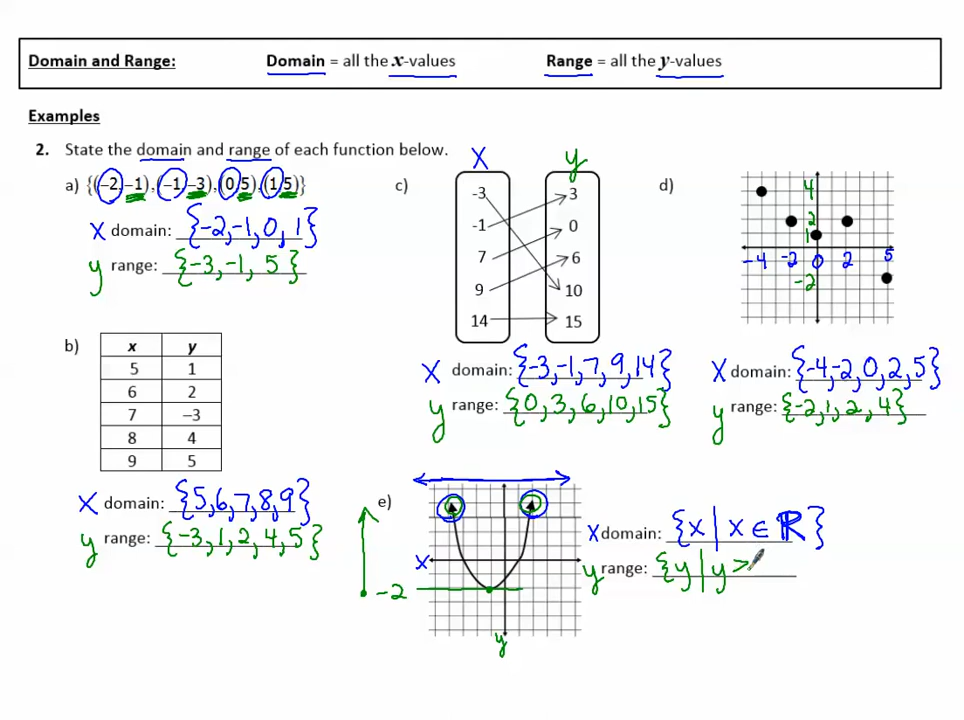 Domain and Range: Domain = all the x-values Range = all the y-values
Examples
2. State the domain and range of each function below.
a) {(−2,−1),(−1,−3),(0,5),(1,5)}
x domain: {-2,-1,0,1}
y range: {-3,-1,5}
b)
x y
5 1
6 2
7 −3
8 4
9 5
x domain: {5,6,7,8,9}
y range: {-3,1,2,4,5}
c)
x y
-3 3
-1 0
7 6
9 10
14 15
x domain: {-3,-1,7,9,14}
y range: {0,3,6,10,15}
d)
4
2
1
-4 -2 0 2 5
-2
x domain: {-4,-2,0,2,5}
y range: {-2,1,2,4}
e)
x
-2
y
x domain: {x|x∈ℝ}
y range: {y|y>